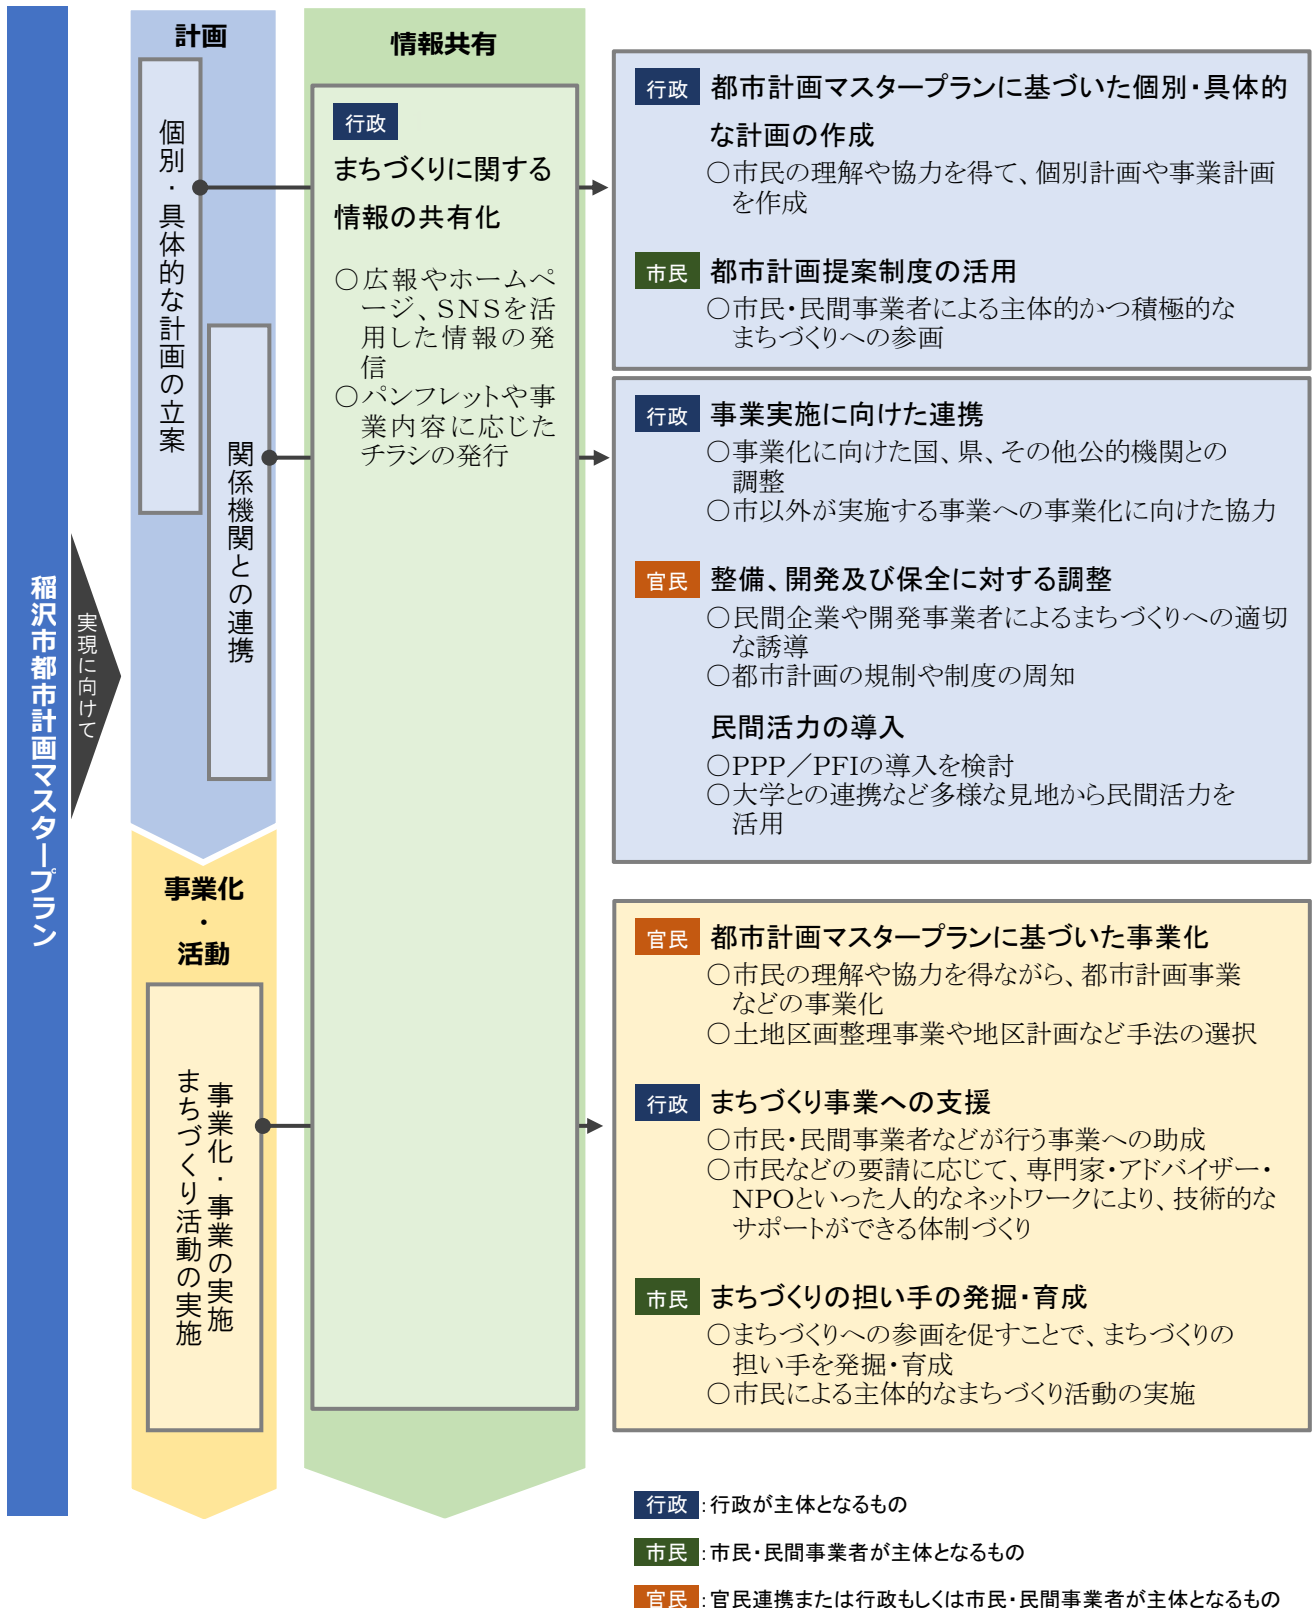 稲沢市都市計画マスタープラン
実現に向けて
計画
個別・具体的な計画の立案
関係機関との連携
事業化
・
活動
事業化・事業の実施
まちづくり活動の実施
情報共有
行政
まちづくりに関する
情報の共有化
○広報やホームペ
ージ、SNSを活
用した情報の発
信
○パンフレットや事
業内容に応じた
チラシの発行
行政 都市計画マスタープランに基づいた個別・具体的
な計画の作成
○市民の理解や協力を得て、個別計画や事業計画
を作成
市民 都市計画提案制度の活用
○市民・民間事業者による主体的かつ積極的な
まちづくりへの参画
行政 事業実施に向けた連携
○事業化に向けた国、県、その他公的機関との
調整
○市以外が実施する事業への事業化に向けた協力
官民 整備、開発及び保全に対する調整
○民間企業や開発事業者によるまちづくりへの適切
な誘導
○都市計画の規制や制度の周知
民間活力の導入
○PPP／PFIの導入を検討
○大学との連携など多様な見地から民間活力を
活用
官民 都市計画マスタープランに基づいた事業化
○市民の理解や協力を得ながら、都市計画事業
などの事業化
○土地区画整理事業や地区計画など手法の選択
行政 まちづくり事業への支援
○市民・民間事業者などが行う事業への助成
○市民などの要請に応じて、専門家・アドバイザー・
NPOといった人的なネットワークにより、技術的な
サポートができる体制づくり
市民 まちづくりの担い手の発掘・育成
○まちづくりへの参画を促すことで、まちづくりの
担い手を発掘・育成
○市民による主体的なまちづくり活動の実施
行政：行政が主体となるもの
市民：市民・民間事業者が主体となるもの
官民：官民連携または行政もしくは市民・民間事業者が主体となるもの